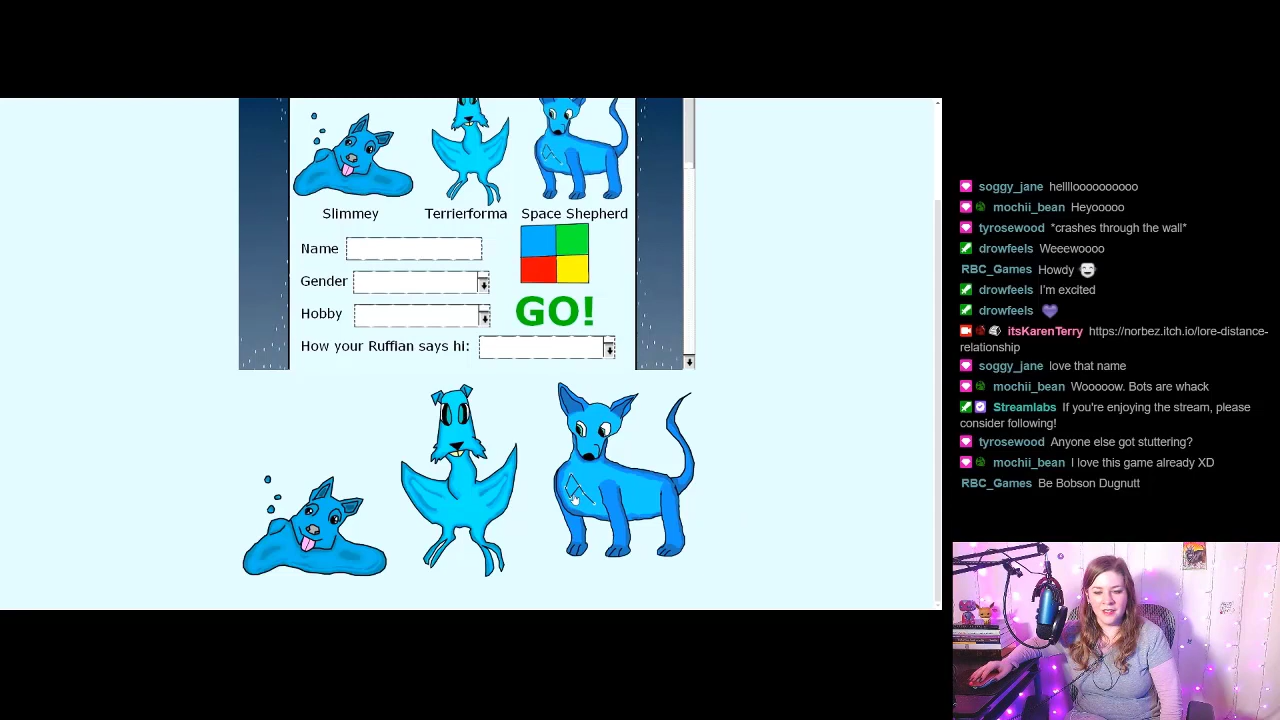 Slimmey Terrierforma Space Shepherd
Name
Gender
GO!
Hobby
How your Ruffian says hi:
soggy_jane hellllooooooooooo
mochii_bean Heyooooo
tyrosewood *crashes through the wall*
drowfeels Weeewoooo
RBC_Games Howdy
drowfeels I'm excited
drowfeels
itsKarenTerry https://norbez.itch.io/lore-distance-
relationship
soggy_jane love that name
mochii_bean Wooooow. Bots are whack
Streamlabs If you're enjoying the stream, please
consider following!
tyrosewood Anyone else got stuttering?
mochii_bean I love this game already XD
RBC_Games Be Bobson Dugnutt